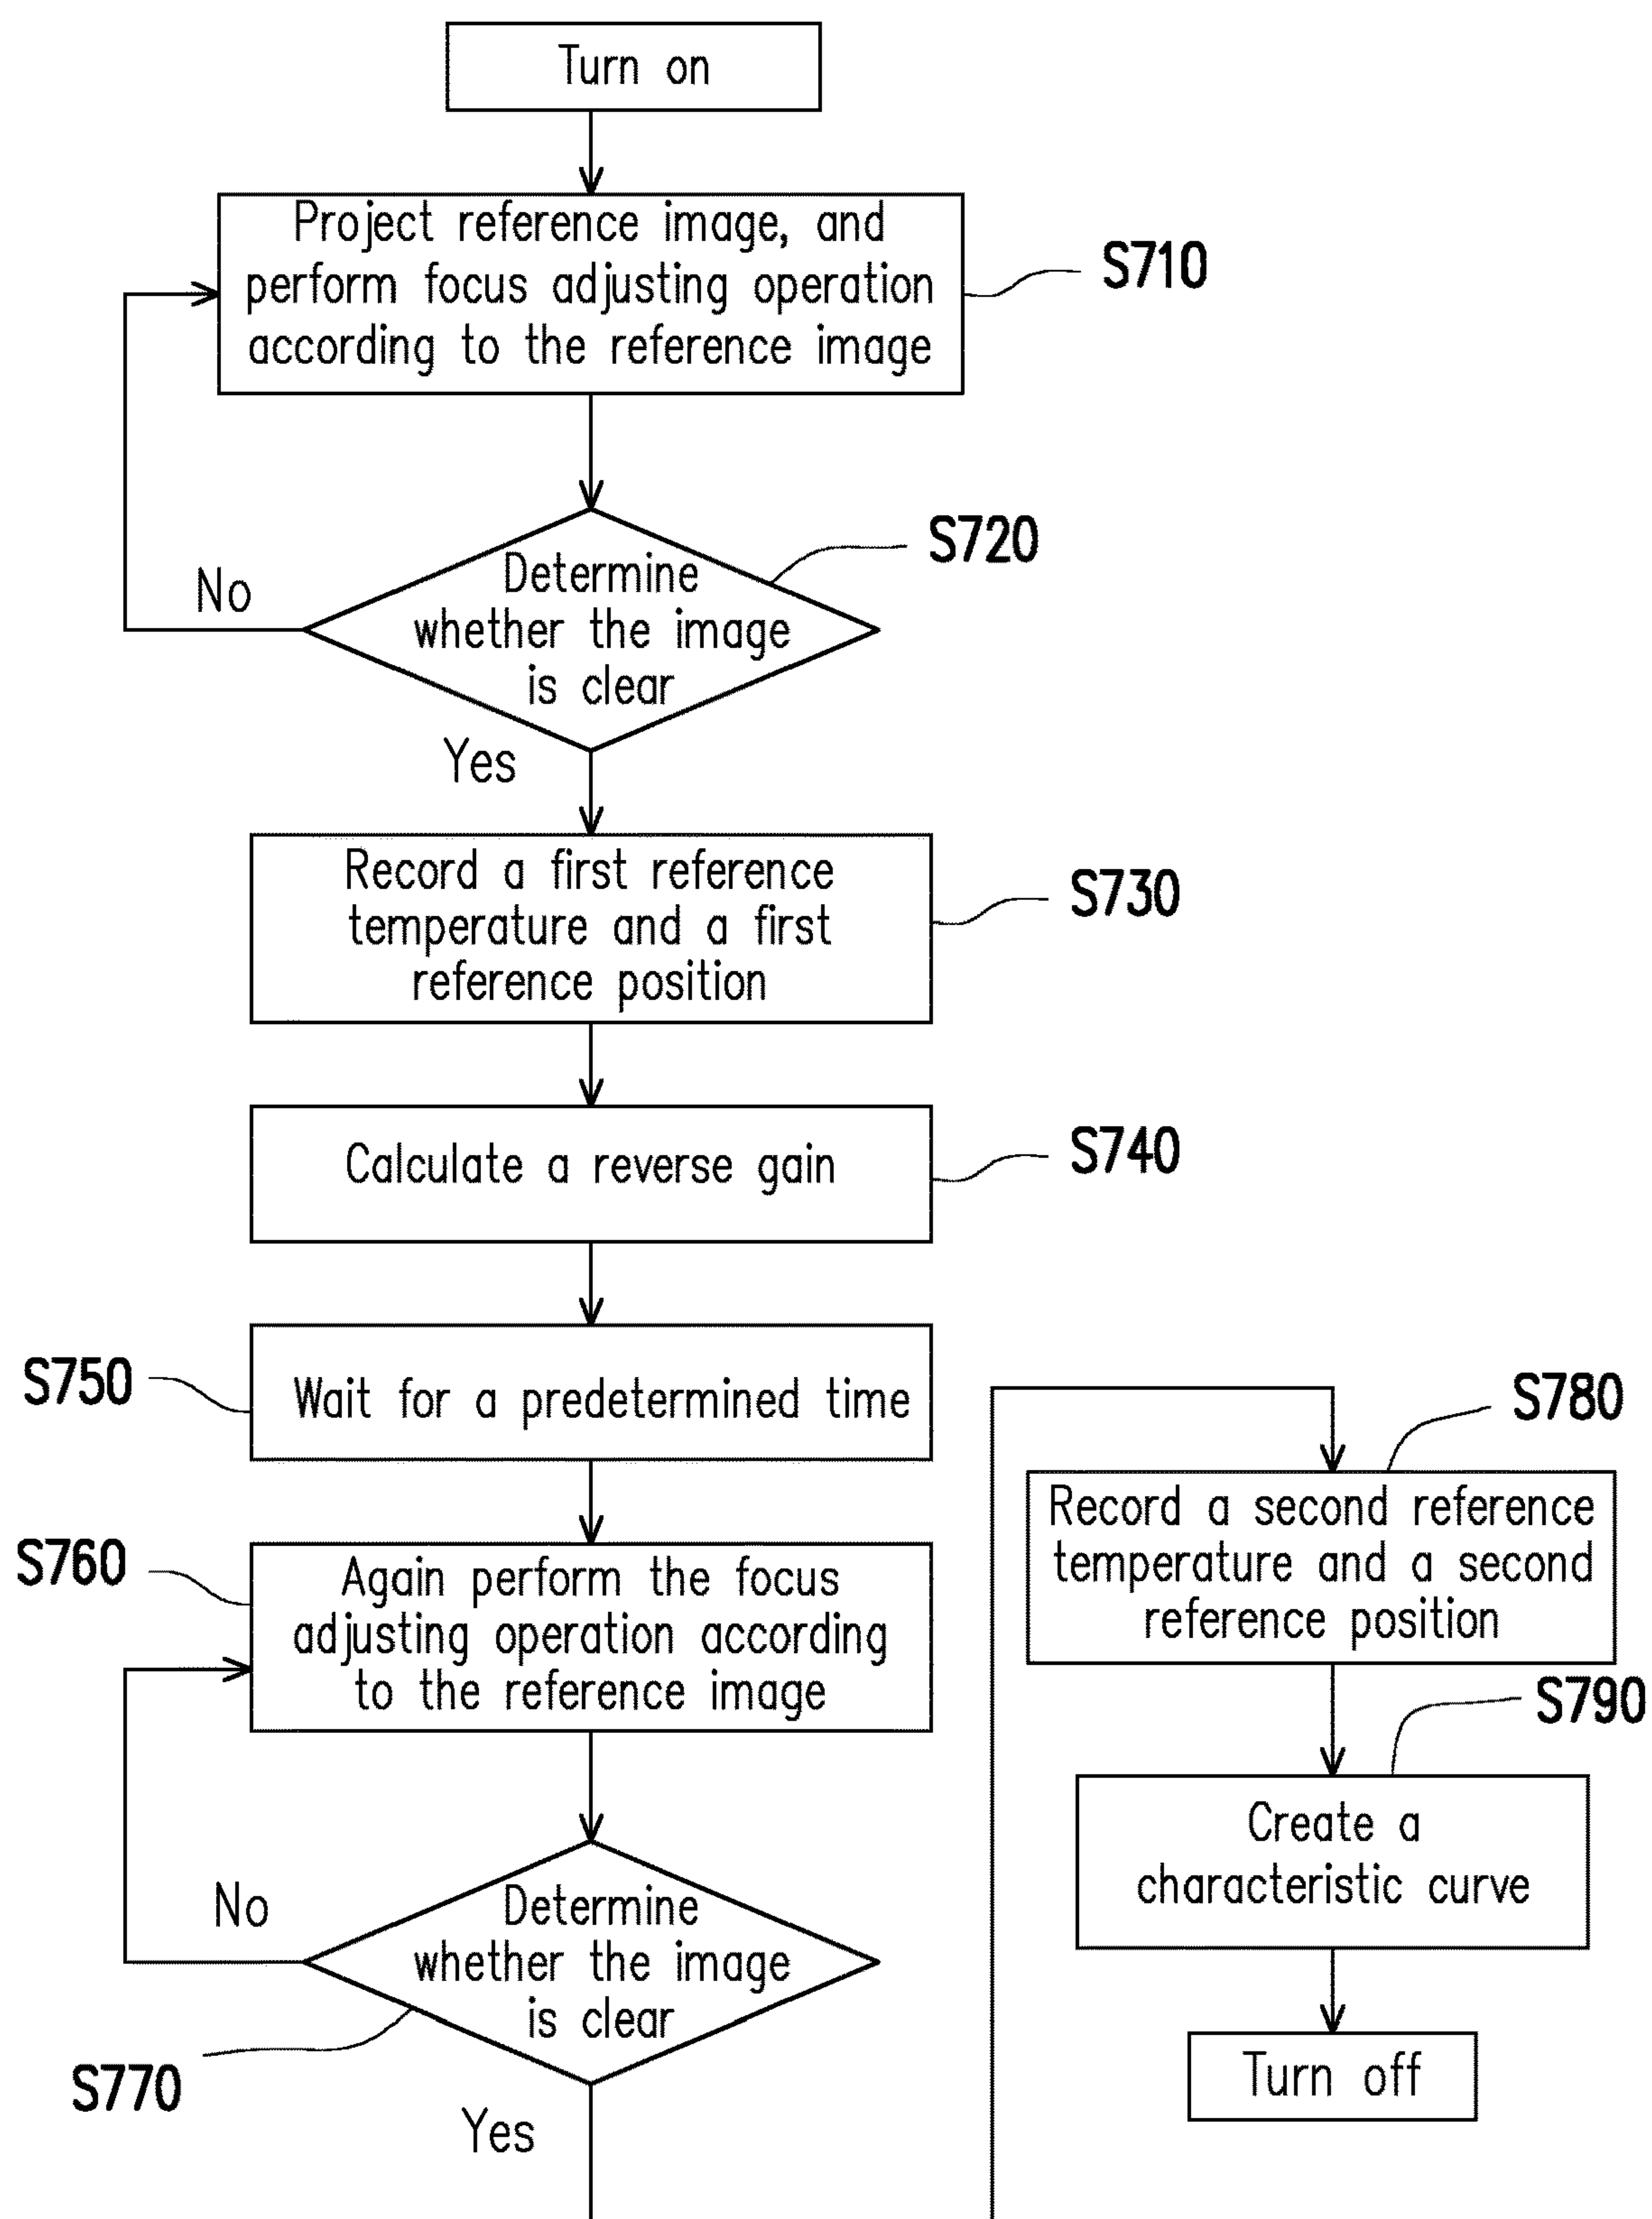 Turn on
Project reference image, and
perform focus adjusting operation
according to the reference image
S710
Determine
whether the image
is clear
S720
No
Yes
Record a first reference
temperature and a first
reference position
S730
Calculate a reverse gain
S740
Wait for a predetermined time
S750
Again perform the focus
adjusting operation according
to the reference image
S760
Determine
whether the image
is clear
S770
No
Yes
S780
Record a second reference
temperature and a second
reference position
S790
Create a
characteristic curve
Turn off